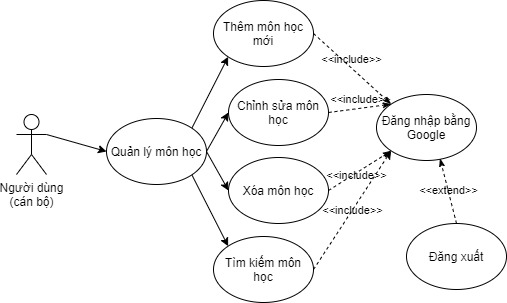 Thêm môn học
mới
<<include>>
Chỉnh sửa môn
học
<<include>>
Đăng nhập bằng
Google
Quản lý môn học
Người dùng
(cán bộ)
Xóa môn học
<<include>>
<<extend>>
<<include>>
Tìm kiếm môn
học
Đăng xuất